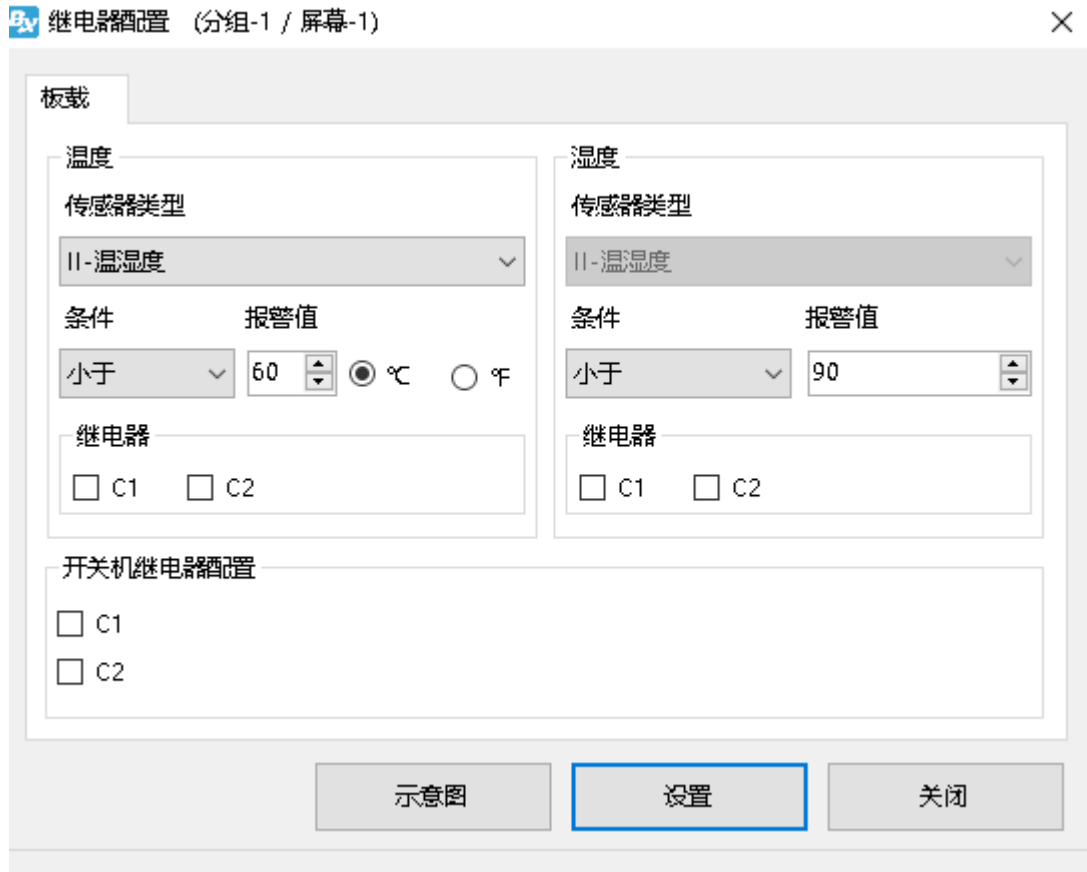 BX 继电器配置 (分组-1 / 屏幕-1)
板载
温度
传感器类型
II-温湿度
条件 报警值
小于 60 ℃ ℉
继电器
C1 C2
湿度
传感器类型
II-温湿度
条件 报警值
小于 90
继电器
C1 C2
开关机继电器配置
C1
C2
示意图 设置 关闭